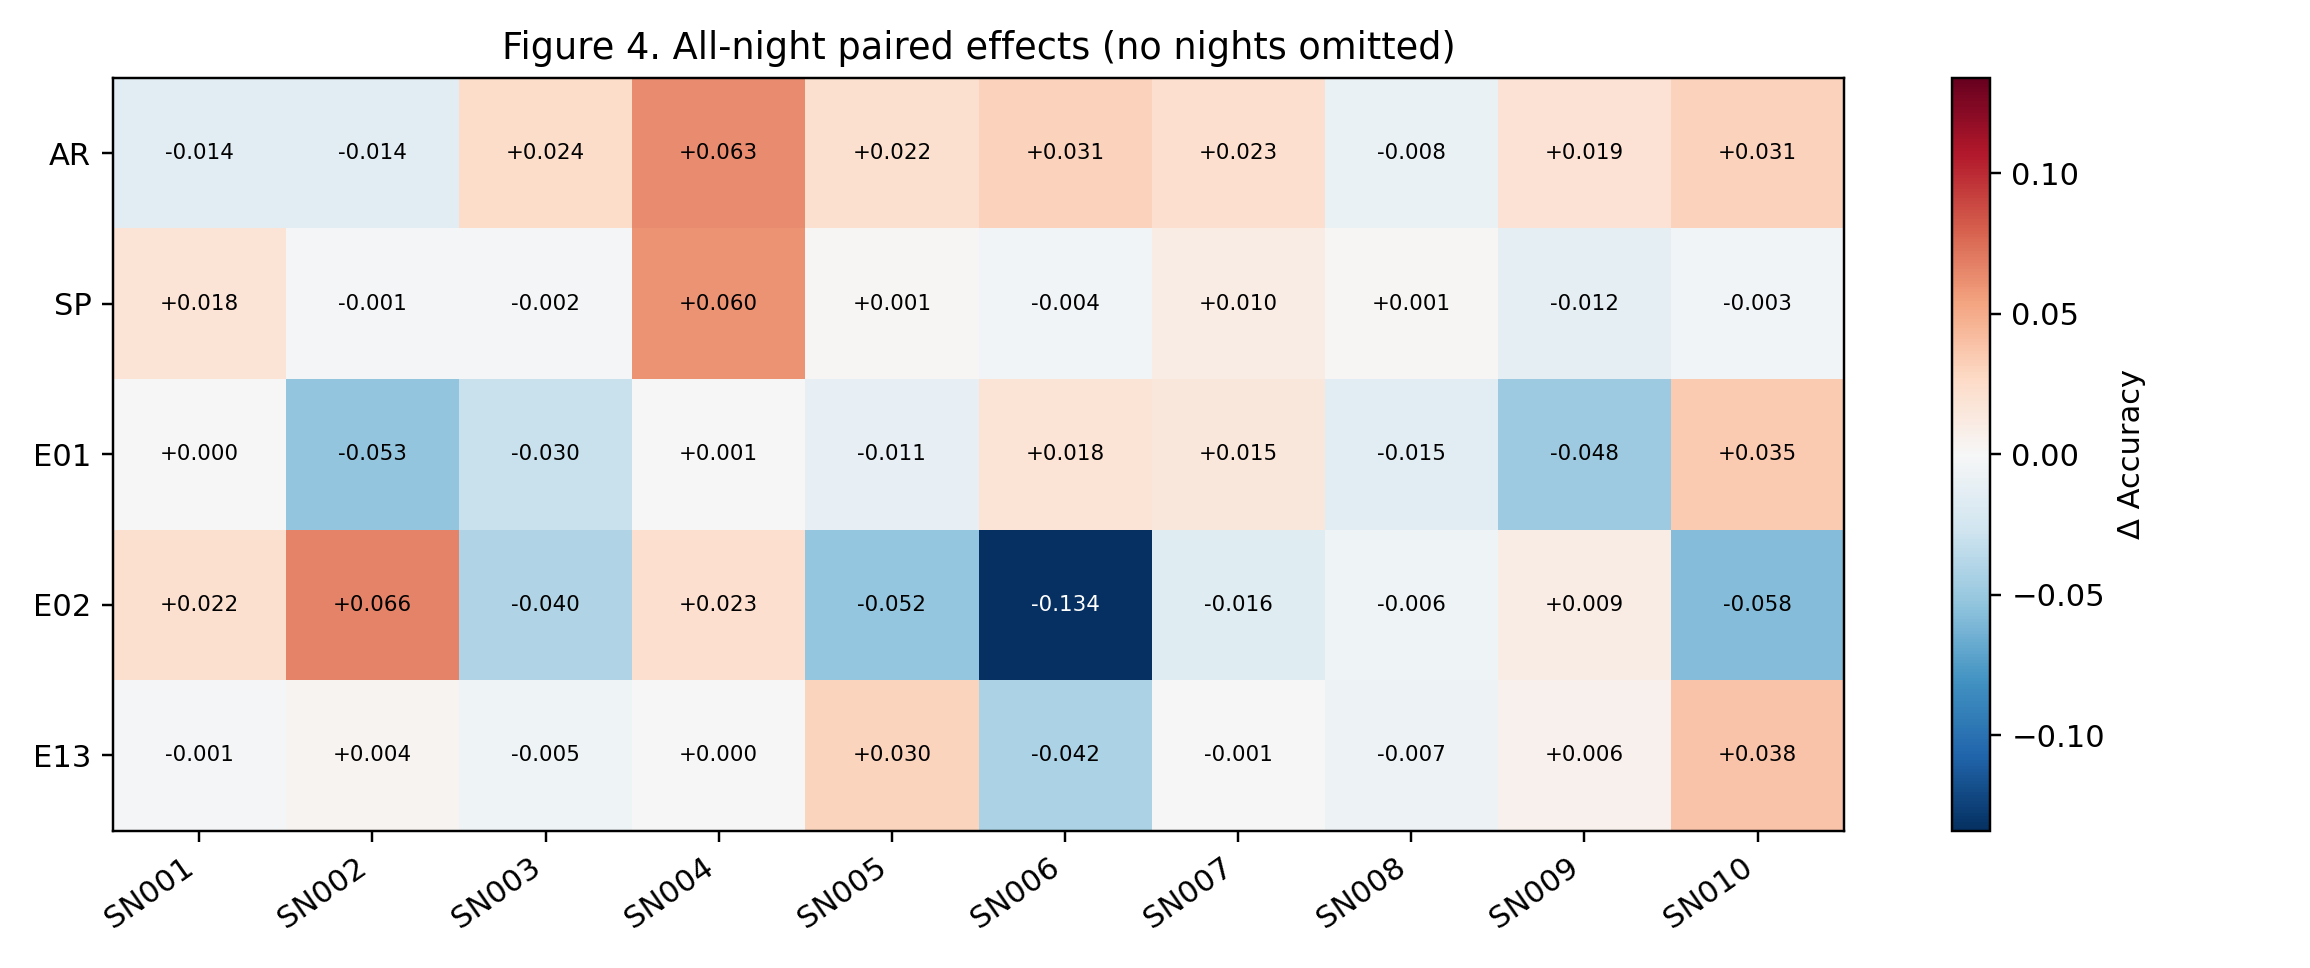 Figure 4. All-night paired effects (no nights omitted)
AR -0.014 -0.014 +0.024 +0.063 +0.022 +0.031 +0.023 -0.008 +0.019 +0.031
SP +0.018 -0.001 -0.002 +0.060 +0.001 -0.004 +0.010 +0.001 -0.012 -0.003
E01 +0.000 -0.053 -0.030 +0.001 -0.011 +0.018 +0.015 -0.015 -0.048 +0.035
E02 +0.022 +0.066 -0.040 +0.023 -0.052 -0.134 -0.016 -0.006 +0.009 -0.058
E13 -0.001 +0.004 -0.005 +0.000 +0.030 -0.042 -0.001 -0.007 +0.006 +0.038
SN001 SN002 SN003 SN004 SN005 SN006 SN007 SN008 SN009 SN010
0.10
0.05
0.00
−0.05
−0.10
Δ Accuracy